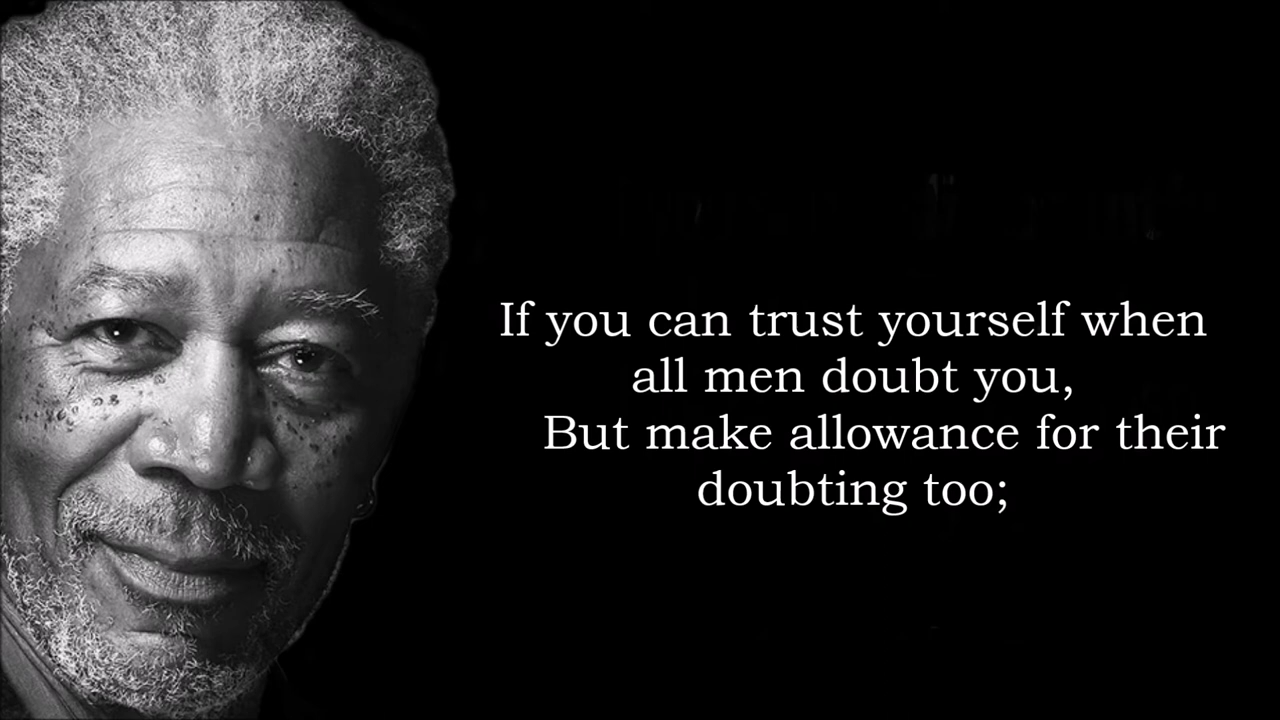 If you can trust yourself when
all men doubt you,
But make allowance for their
doubting too;